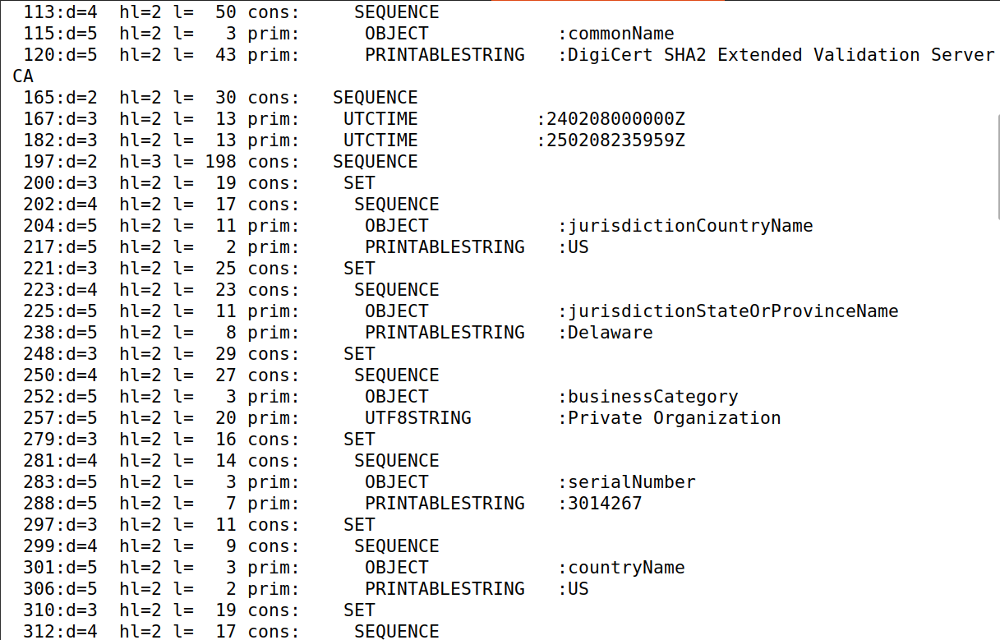 113:d=4  hl=2 l=  50 cons:     SEQUENCE
115:d=5  hl=2 l=   3 prim:      OBJECT            :commonName
120:d=5  hl=2 l=  43 prim:      PRINTABLESTRING   :DigiCert SHA2 Extended Validation Server
CA
165:d=2  hl=2 l=  30 cons:   SEQUENCE
167:d=3  hl=2 l=  13 prim:    UTCTIME           :240208000000Z
182:d=3  hl=2 l=  13 prim:    UTCTIME           :250208235959Z
197:d=2  hl=3 l= 198 cons:   SEQUENCE
200:d=3  hl=2 l=  19 cons:    SET
202:d=4  hl=2 l=  17 cons:     SEQUENCE
204:d=5  hl=2 l=  11 prim:      OBJECT            :jurisdictionCountryName
217:d=5  hl=2 l=   2 prim:      PRINTABLESTRING   :US
221:d=3  hl=2 l=  25 cons:    SET
223:d=4  hl=2 l=  23 cons:     SEQUENCE
225:d=5  hl=2 l=  11 prim:      OBJECT            :jurisdictionStateOrProvinceName
238:d=5  hl=2 l=   8 prim:      PRINTABLESTRING   :Delaware
248:d=3  hl=2 l=  29 cons:    SET
250:d=4  hl=2 l=  27 cons:     SEQUENCE
252:d=5  hl=2 l=   3 prim:      OBJECT            :businessCategory
257:d=5  hl=2 l=  20 prim:      UTF8STRING        :Private Organization
279:d=3  hl=2 l=  16 cons:    SET
281:d=4  hl=2 l=  14 cons:     SEQUENCE
283:d=5  hl=2 l=   3 prim:      OBJECT            :serialNumber
288:d=5  hl=2 l=   7 prim:      PRINTABLESTRING   :3014267
297:d=3  hl=2 l=  11 cons:    SET
299:d=4  hl=2 l=   9 cons:     SEQUENCE
301:d=5  hl=2 l=   3 prim:      OBJECT            :countryName
306:d=5  hl=2 l=   2 prim:      PRINTABLESTRING   :US
310:d=3  hl=2 l=  19 cons:    SET
312:d=4  hl=2 l=  17 cons:     SEQUENCE